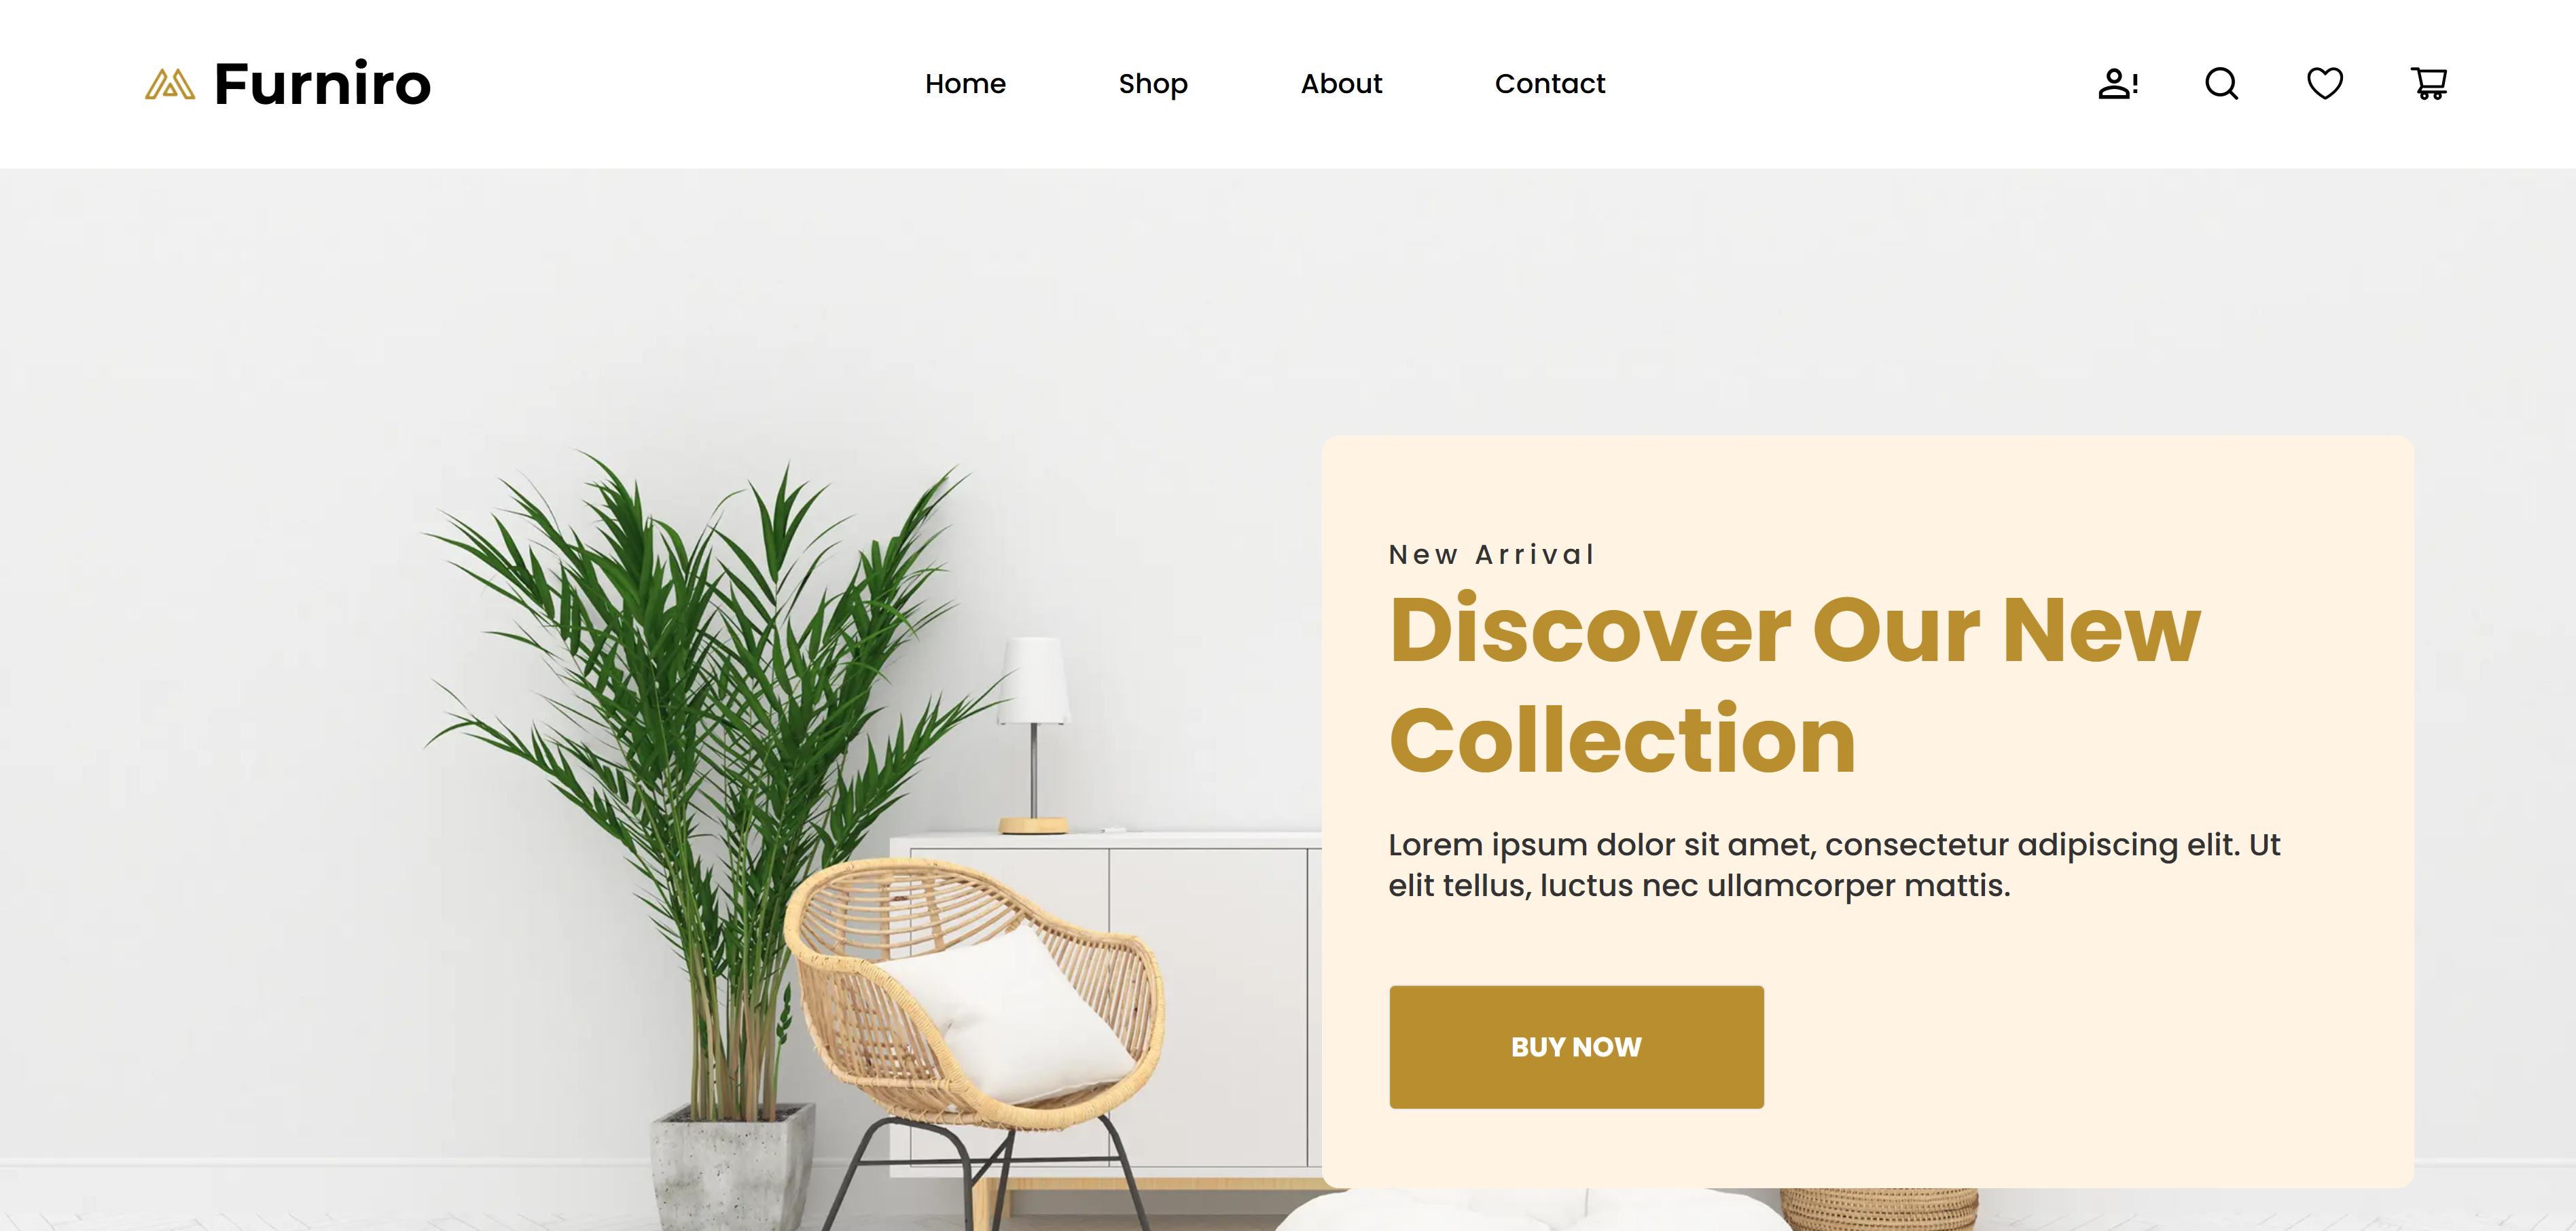 Furniro
Home
Shop
About
Contact
New Arrival
Discover Our New
Collection
Lorem ipsum dolor sit amet, consectetur adipiscing elit. Ut
elit tellus, luctus nec ullamcorper mattis.
BUY NOW